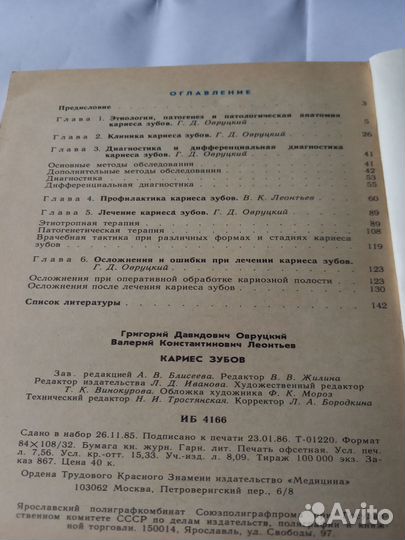 ОГЛАВЛЕНИЕ
Предисловие 3
Глава 1. Этиология, патогенез и патологическая анатомия
кариеса зубов. Г. Д. Овруцкий 5
Глава 2. Клиника кариеса зубов. Г. Д. Овруцкий 26
Глава 3. Диагностика и дифференциальная диагностика
кариеса зубов. Г. Д. Овруцкий 41
Основные методы обследования 41
Дополнительные методы обследования 42
Диагностика 53
Дифференциальная диагностика 55
Глава 4. Профилактика кариеса зубов. В. К. Леонтьев 60
Глава 5. Лечение кариеса зубов. Г. Д. Овруцкий 89
Этиотропная терапия 89
Патогенетическая терапия 108
Врачебная тактика при различных формах и стадиях кариеса
зубов 119
Глава 6. Осложнения и ошибки при лечении кариеса зубов.
Г. Д. Овруцкий 123
Осложнения при оперативной обработке кариозной полости 123
Осложнения после лечения кариеса зубов 130
Список литературы 142
Григорий Давидович Овруцкий
Валерий Константинович Леонтьев
КАРИЕС ЗУБОВ
Зав. редакцией А. В. Блисеева. Редактор В. В. Жилина
Редактор издательства Л. Д. Иванова. Художественный редактор
Т. К. Винокурова. Обложка художника Ф. К. Мороз
Технический редактор Н. И. Тростянская. Корректор Л. А. Бородкина
ИБ 4166
Сдано в набор 26.11.85. Подписано к печати 23.01.86. Т-01220. Формат
84×108/32. Бумага кн. журн. Гарн. лит. Печать офсетная. Усл. печ.
л. 7,56. Усл. кр.-отт. 15,33. Уч.-изд. л. 8,09. Тираж 100 000 экз. За-
каз 867. Цена 40 к.
Ордена Трудового Красного Знамени издательство «Медицина»
103062 Москва, Петроверигский пер., 6/8
Ярославский полиграфкомбинат Союзполиграфпрома при
ственном комитете СССР по делам издательств, полиграфии и книж-
ной торговли. 150014, Ярославль, ул. Свободы, 97.
Avito